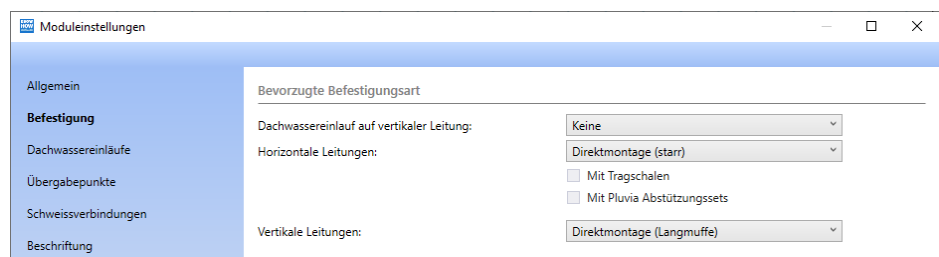 Moduleinstellungen
Allgemein
Befestigung
Dachwassereinläufe
Übergabepunkte
Schweissverbindungen
Beschriftung
Bevorzugte Befestigungsart
Dachwassereinlauf auf vertikaler Leitung: Keine
Horizontale Leitungen: Direktmontage (starr)
Mit Tragschalen
Mit Pluvia Abstützungssets
Vertikale Leitungen: Direktmontage (Langmuffe)